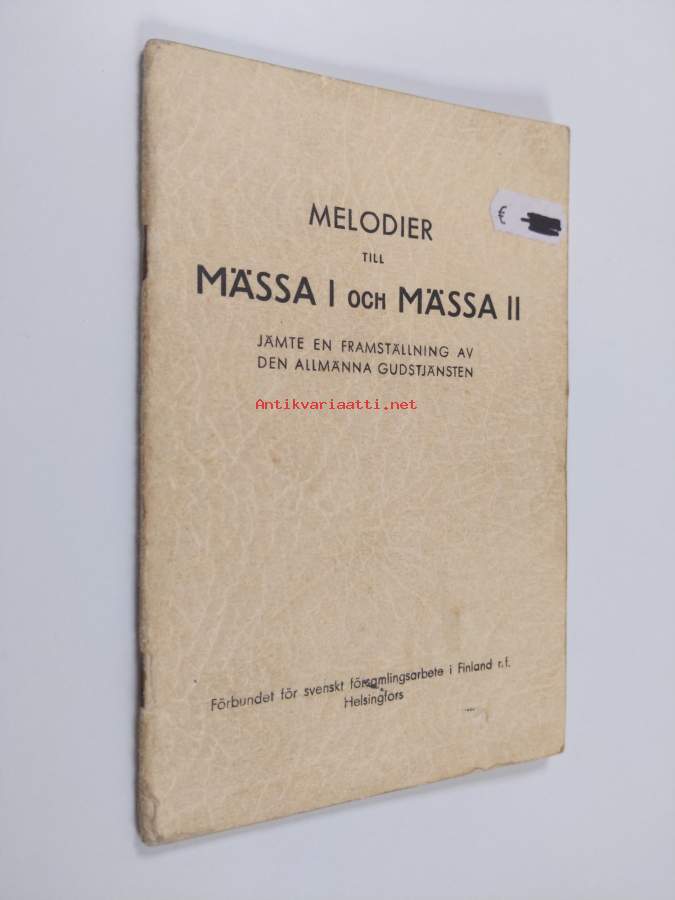 MELODIER
TILL
MÄSSA I OCH MÄSSA II
JÄMTE EN FRAMSTÄLLNING AV
DEN ALLMÄNNA GUDSTJÄNSTEN
Antikvariaatti.net
Förbundet för svenskt församlingsarbete i Finland r.f.
Helsingfors
€